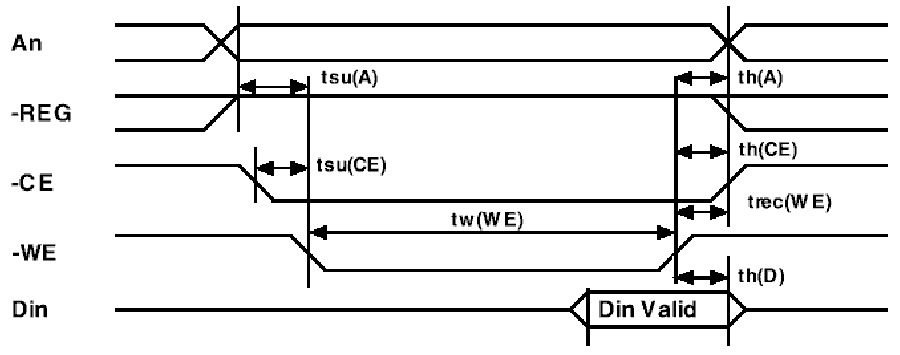 An
tsu(A)
th(A)
-REG
th(CE)
tsu(CE)
-CE
trec(WE)
tw(WE)
-WE
th(D)
Din
Din Valid